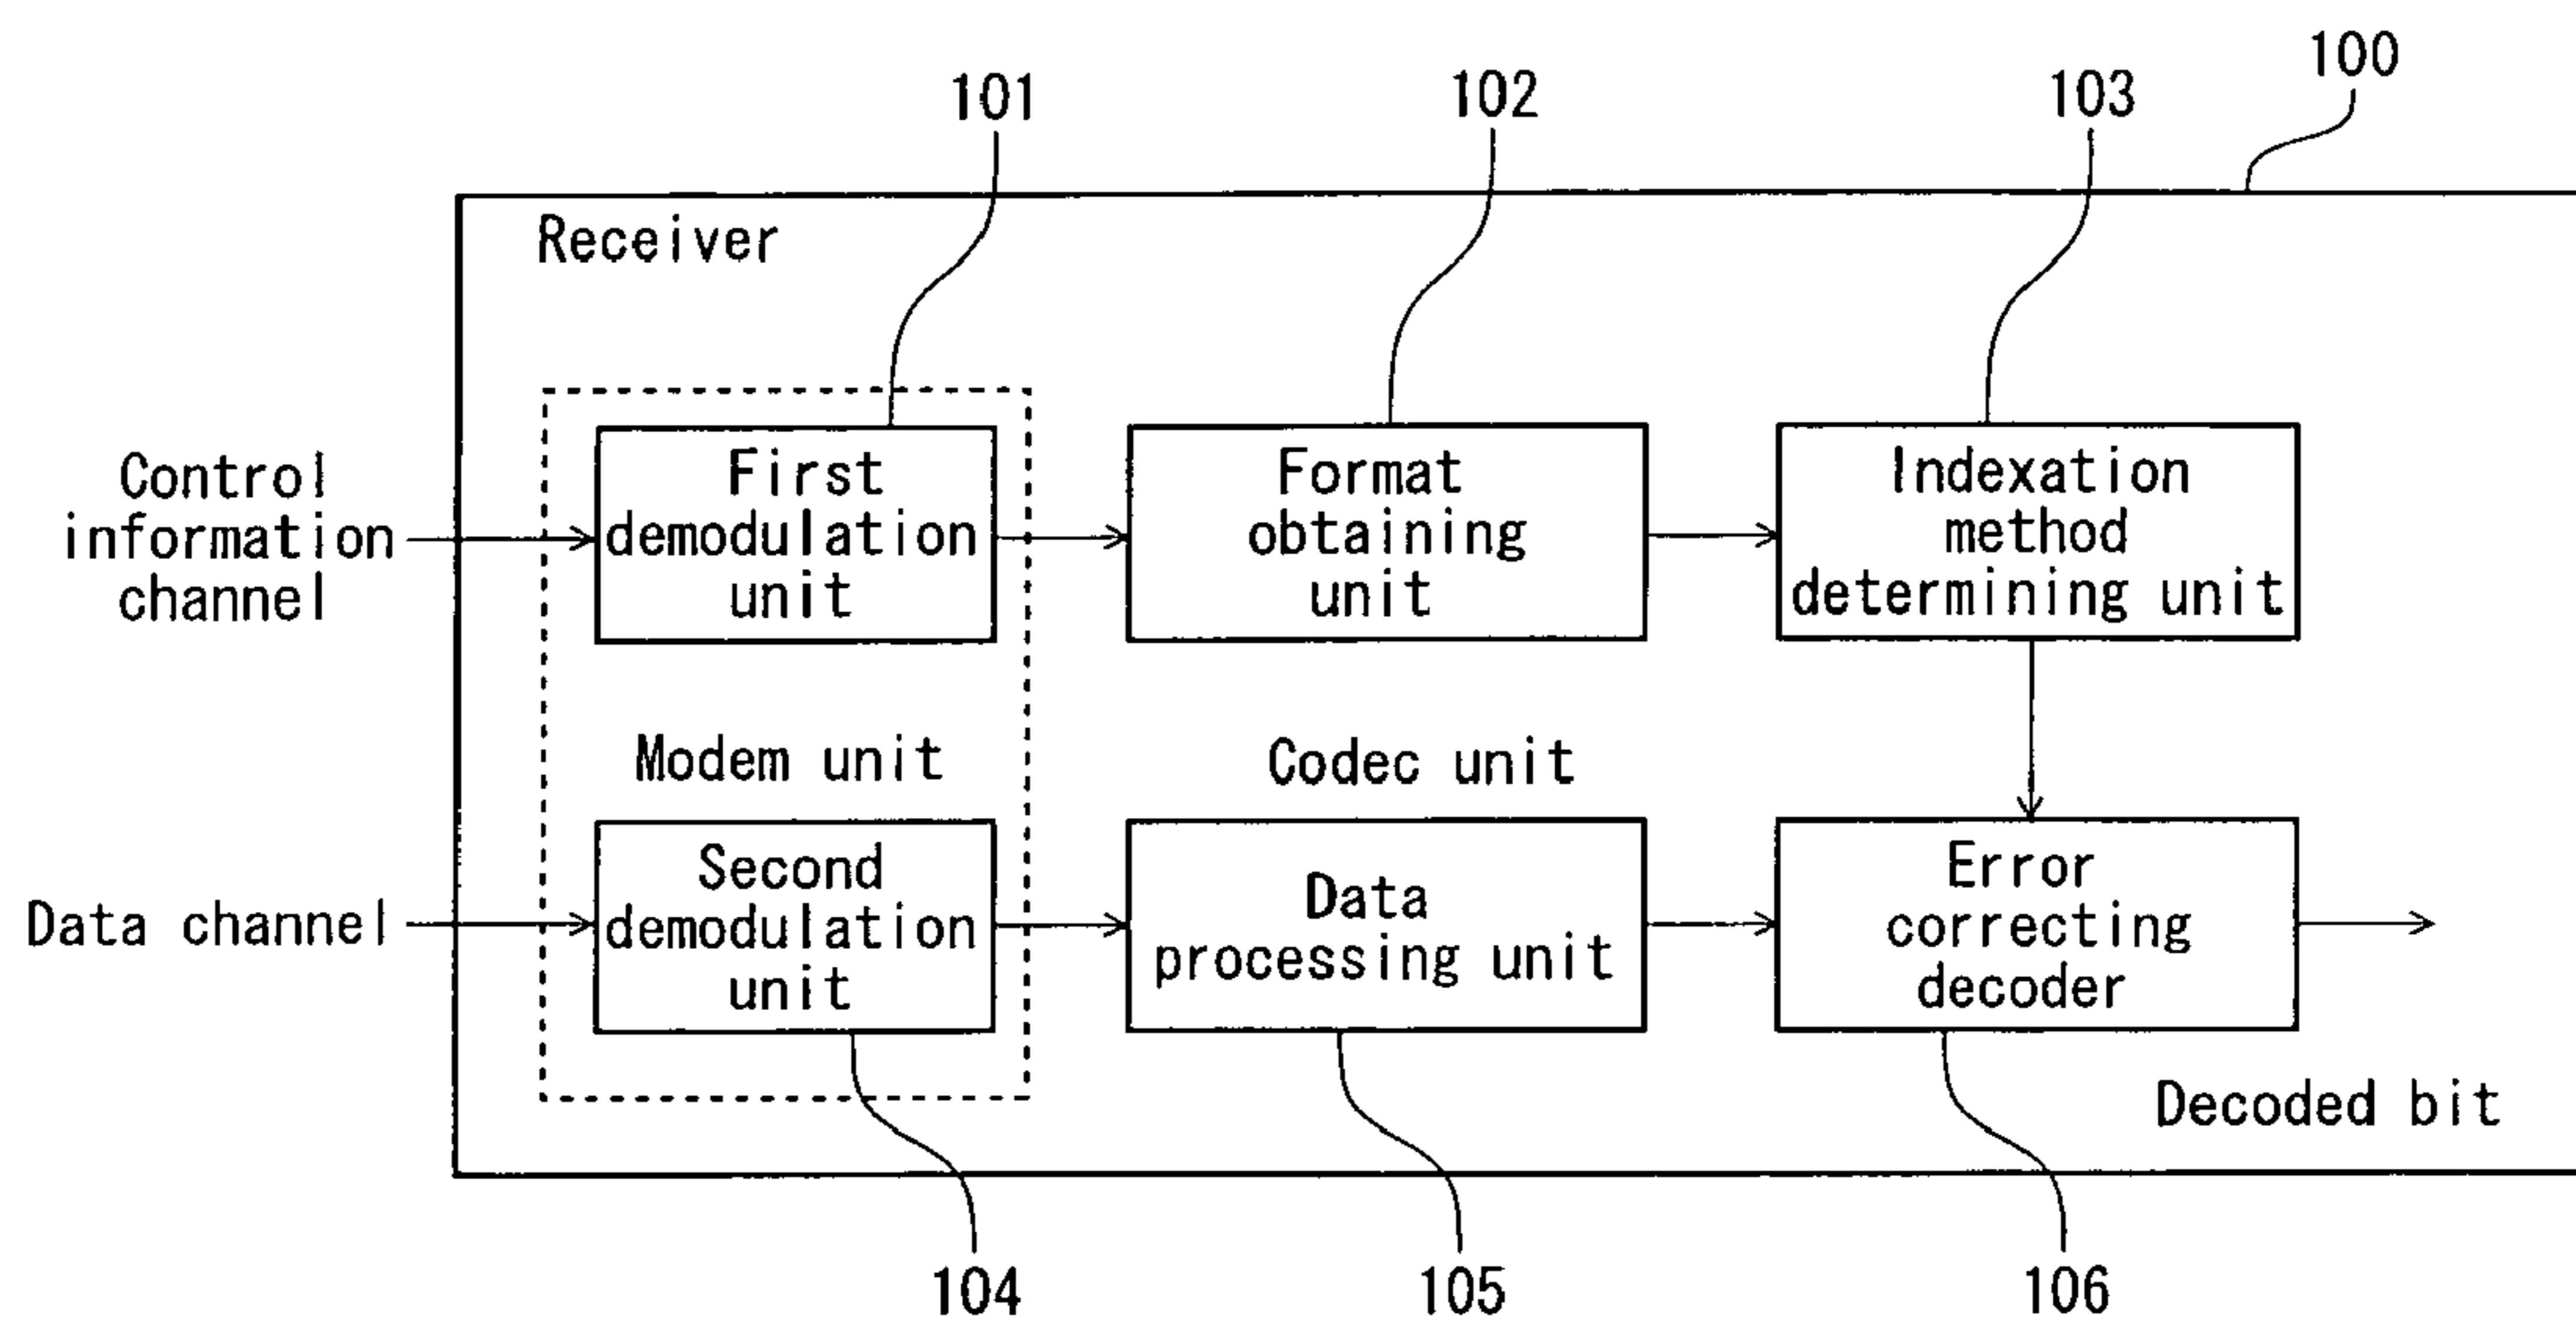 100
101
102
103
Receiver
Control
information
channel
First
demodulation
unit
Format
obtaining
unit
Indexation
method
determining unit
Modem unit
Codec unit
Data channel
Second
demodulation
unit
Data
processing unit
Error
correcting
decoder
Decoded bit
104
105
106